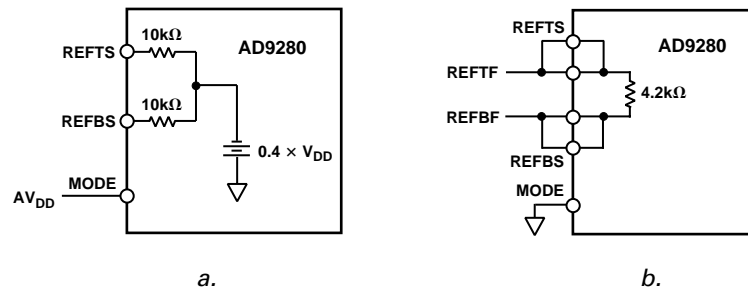 10kΩ
REFTS
AD9280
10kΩ
REFBS
0.4 × VDD
MODE
AVDD
a.
REFTS
AD9280
REFTF
4.2kΩ
REFBF
REFBS
MODE
b.